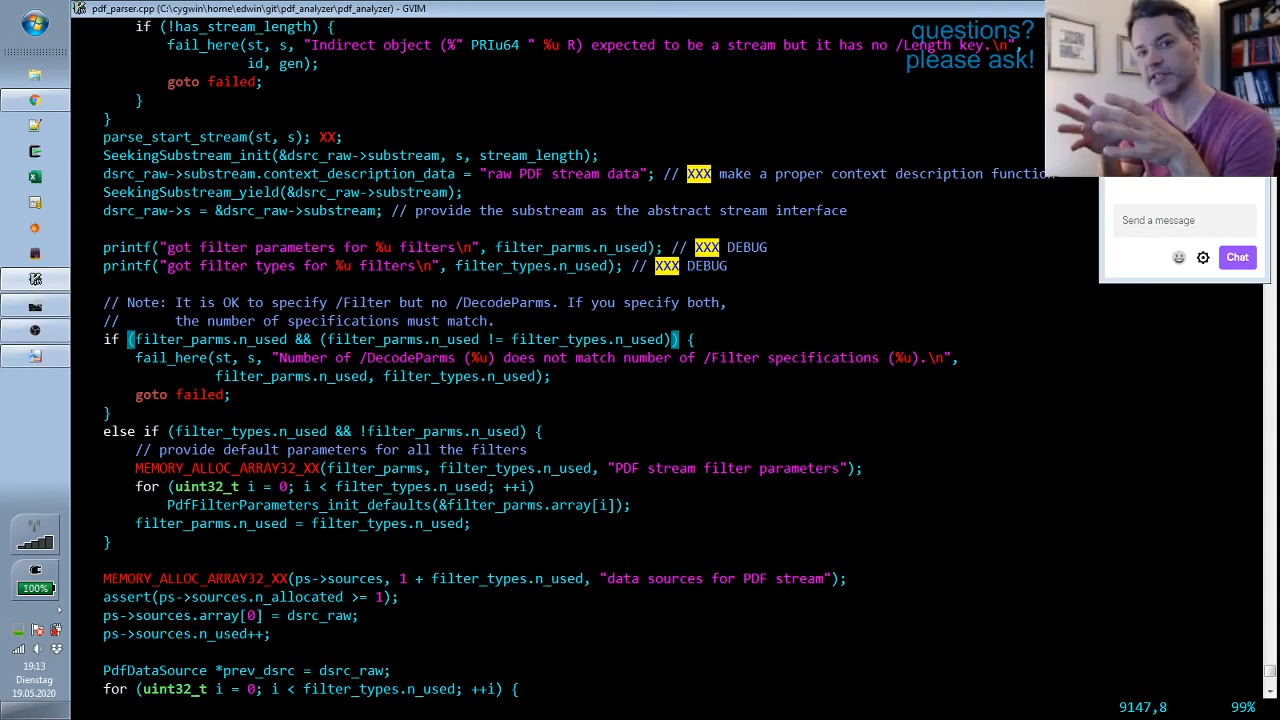 pdf_parser.cpp (C:\cygwin\home\edwin\git\pdf_analyzer\pdf_analyzer) - GVIM
if (!has_stream_length) {
fail_here(st, s, "Indirect object (%" PRIu64 " %u R) expected to be a stream but it has no /Length key.\n",
id, gen);
goto failed;
}
}
parse_start_stream(st, s); XX;
SeekingSubstream_init(&dsrc_raw->substream, s, stream_length);
dsrc_raw->substream.context_description_data = "raw PDF stream data"; // XXX make a proper context description function
SeekingSubstream_yield(&dsrc_raw->substream);
dsrc_raw->s = &dsrc_raw->substream; // provide the substream as the abstract stream interface
printf("got filter parameters for %u filters\n", filter_parms.n_used); // XXX DEBUG
printf("got filter types for %u filters\n", filter_types.n_used); // XXX DEBUG
// Note: It is OK to specify /Filter but no /DecodeParms. If you specify both,
// the number of specifications must match.
if (filter_parms.n_used && (filter_parms.n_used != filter_types.n_used)) {
fail_here(st, s, "Number of /DecodeParms (%u) does not match number of /Filter specifications (%u).\n",
filter_parms.n_used, filter_types.n_used);
goto failed;
}
else if (filter_types.n_used && !filter_parms.n_used) {
// provide default parameters for all the filters
MEMORY_ALLOC_ARRAY32_XX(filter_parms, filter_types.n_used, "PDF stream filter parameters");
for (uint32_t i = 0; i < filter_types.n_used; ++i)
PdfFilterParameters_init_defaults(&filter_parms.array[i]);
filter_parms.n_used = filter_types.n_used;
}
MEMORY_ALLOC_ARRAY32_XX(ps->sources, 1 + filter_types.n_used, "data sources for PDF stream");
assert(ps->sources.n_allocated >= 1);
ps->sources.array[0] = dsrc_raw;
ps->sources.n_used++;
PdfDataSource *prev_dsrc = dsrc_raw;
for (uint32_t i = 0; i < filter_types.n_used; ++i) {
9147,8 99%
questions?
please ask!
Send a message
Chat
100%
19:13
Dienstag
19.05.2020